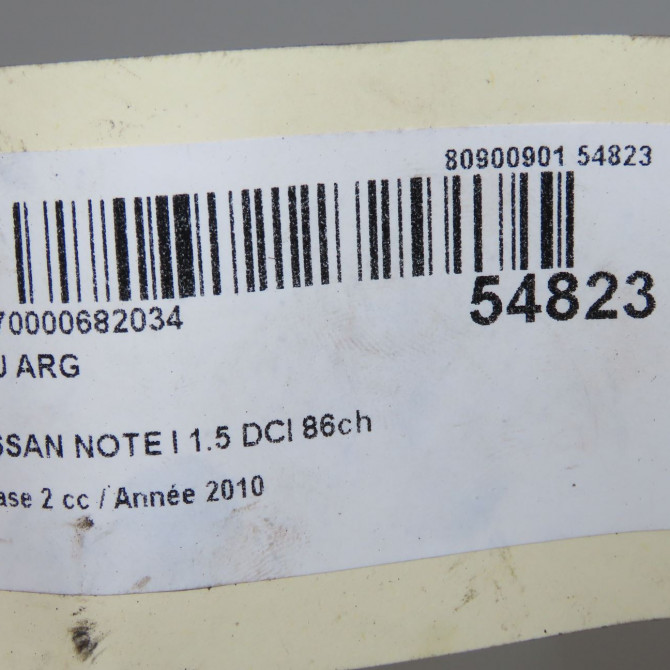 80900901 54823
70000682034
54823
U ARG
SSAN NOTE I 1.5 DCI 86ch
ase 2 cc / Année 2010